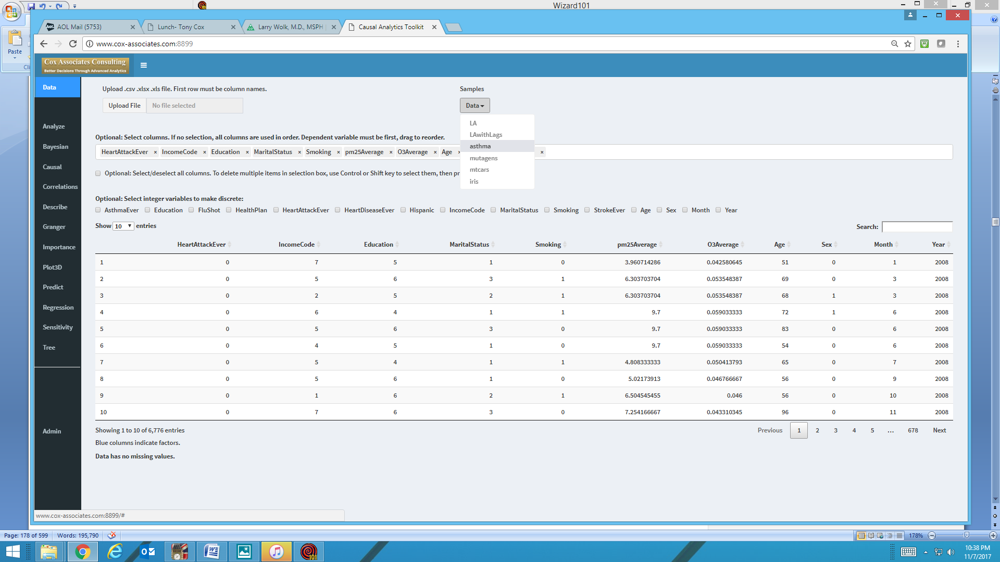 Wizard101
AOL Mail (5753)
Lunch- Tony Cox
Larry Wolk, M.D., MSPH
Causal Analytics Toolkit
www.cox-associates.com:8899
Paste
Cox Associates Consulting
Better Decisions Through Advanced Analytics
Data
Analyze
Bayesian
Causal
Correlations
Describe
Granger
Importance
Plot3D
Predict
Regression
Sensitivity
Tree
Admin
Upload .csv .xlsx .xls file. First row must be column names.
Upload File No file selected
Samples
Data
LA
LAwithLags
asthma
mutagens
mtcars
iris
Optional: Select columns. If no selection, all columns are used in order. Dependent variable must be first, drag to reorder.
HeartAttackEver × IncomeCode × Education × MaritalStatus × Smoking × pm25Average × O3Average × Age × ×
Optional: Select/deselect all columns. To delete multiple items in selection box, use Control or Shift key to select them, then pr
Optional: Select integer variables to make discrete:
AsthmaEver Education FluShot HealthPlan HeartAttackEver HeartDiseaseEver Hispanic IncomeCode MaritalStatus Smoking StrokeEver Age Sex Month Year
Show 10 entries Search:
HeartAttackEver IncomeCode Education MaritalStatus Smoking pm25Average O3Average Age Sex Month Year
1 0 7 5 1 0 3.960714286 0.042580645 51 0 1 2008
2 0 5 6 3 1 6.303703704 0.053548387 69 0 3 2008
3 0 2 5 2 1 6.303703704 0.053548387 68 1 3 2008
4 0 6 4 1 1 9.7 0.059033333 72 1 6 2008
5 0 5 6 3 0 9.7 0.059033333 83 0 6 2008
6 0 4 5 1 0 9.7 0.059033333 54 0 6 2008
7 0 5 4 1 1 4.808333333 0.050413793 65 0 7 2008
8 0 5 6 1 0 5.02173913 0.046766667 56 0 9 2008
9 0 1 6 2 1 6.504545455 0.046 56 0 10 2008
10 0 7 6 3 0 7.254166667 0.043310345 96 0 11 2008
Showing 1 to 10 of 6,776 entries
Previous 1 2 3 4 5 ... 678 Next
Blue columns indicate factors.
Data has no missing values.
www.cox-associates.com:8899/#
Page: 178 of 599 Words: 195,790 178%
10:38 PM
11/7/2017